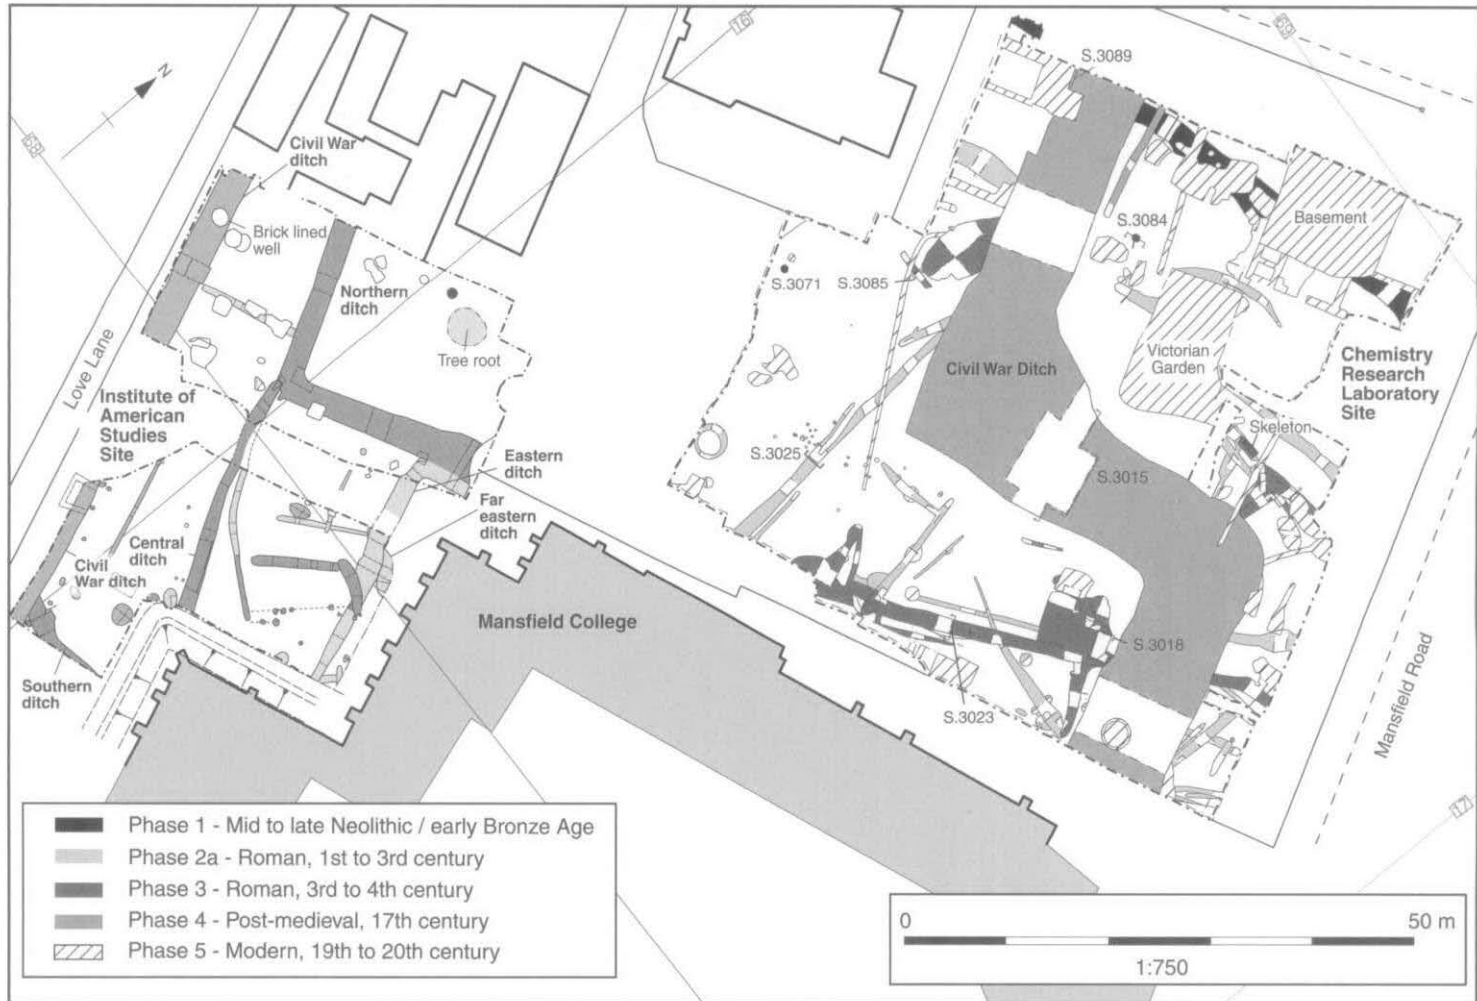 16
68
S.3089
N
68
Civil War
ditch
Brick lined
well
Northern
ditch
Tree root
S.3084
Basement
S.3071
S.3085
Love Lane
Institute of
American
Studies
Site
Civil War Ditch
Victorian
Garden
Chemistry
Research
Laboratory
Site
Skeleton
S.3025
S.3015
Eastern
ditch
Far
eastern
ditch
Central
ditch
Civil
War ditch
Southern
ditch
Mansfield College
S.3018
S.3023
Mansfield Road
17
Phase 1 - Mid to late Neolithic / early Bronze Age
Phase 2a - Roman, 1st to 3rd century
Phase 3 - Roman, 3rd to 4th century
Phase 4 - Post-medieval, 17th century
Phase 5 - Modern, 19th to 20th century
0
50 m
1:750